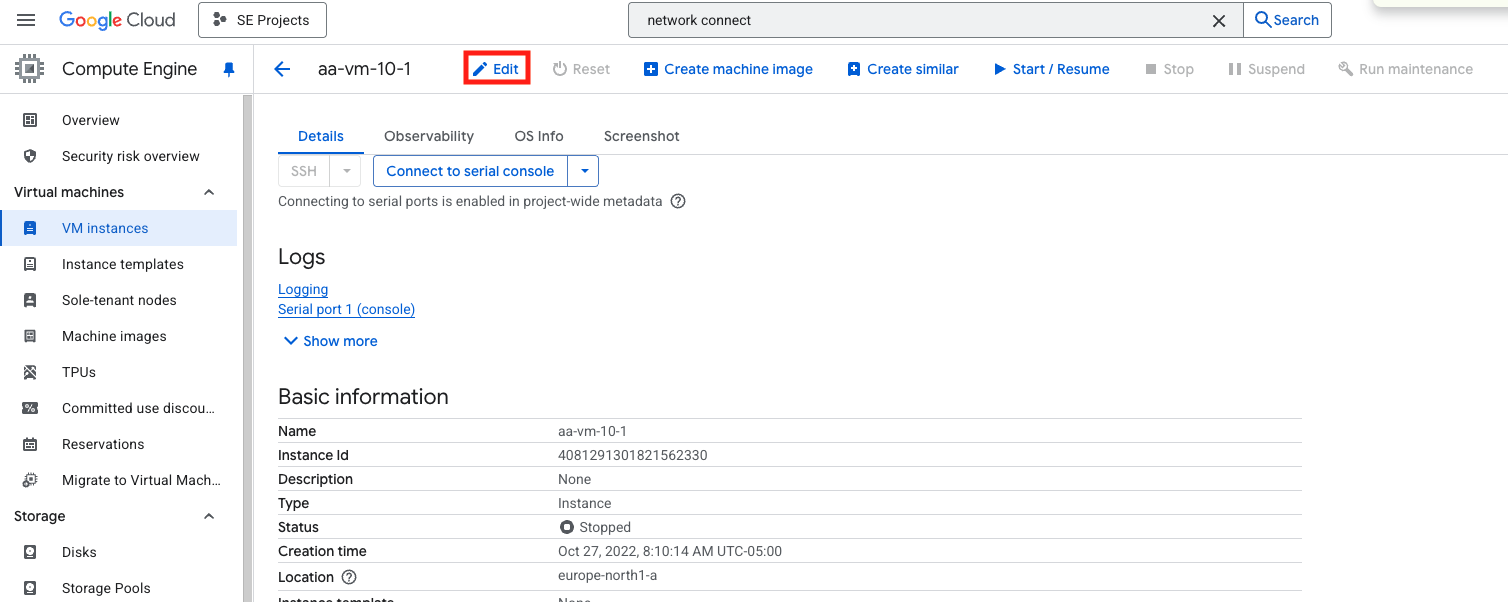 Google Cloud
SE Projects
network connect
Search
Compute Engine
aa-vm-10-1
Edit
Reset
Create machine image
Create similar
Start / Resume
Stop
Suspend
Run maintenance
Overview
Security risk overview
Virtual machines
VM instances
Instance templates
Sole-tenant nodes
Machine images
TPUs
Committed use discou...
Reservations
Migrate to Virtual Mach...
Storage
Disks
Storage Pools
Details
Observability
OS Info
Screenshot
SSH
Connect to serial console
Connecting to serial ports is enabled in project-wide metadata
Logs
Logging
Serial port 1 (console)
Show more
Basic information
Name aa-vm-10-1
Instance Id 4081291301821562330
Description None
Type Instance
Status Stopped
Creation time Oct 27, 2022, 8:10:14 AM UTC-05:00
Location europe-north1-a
Instance template None